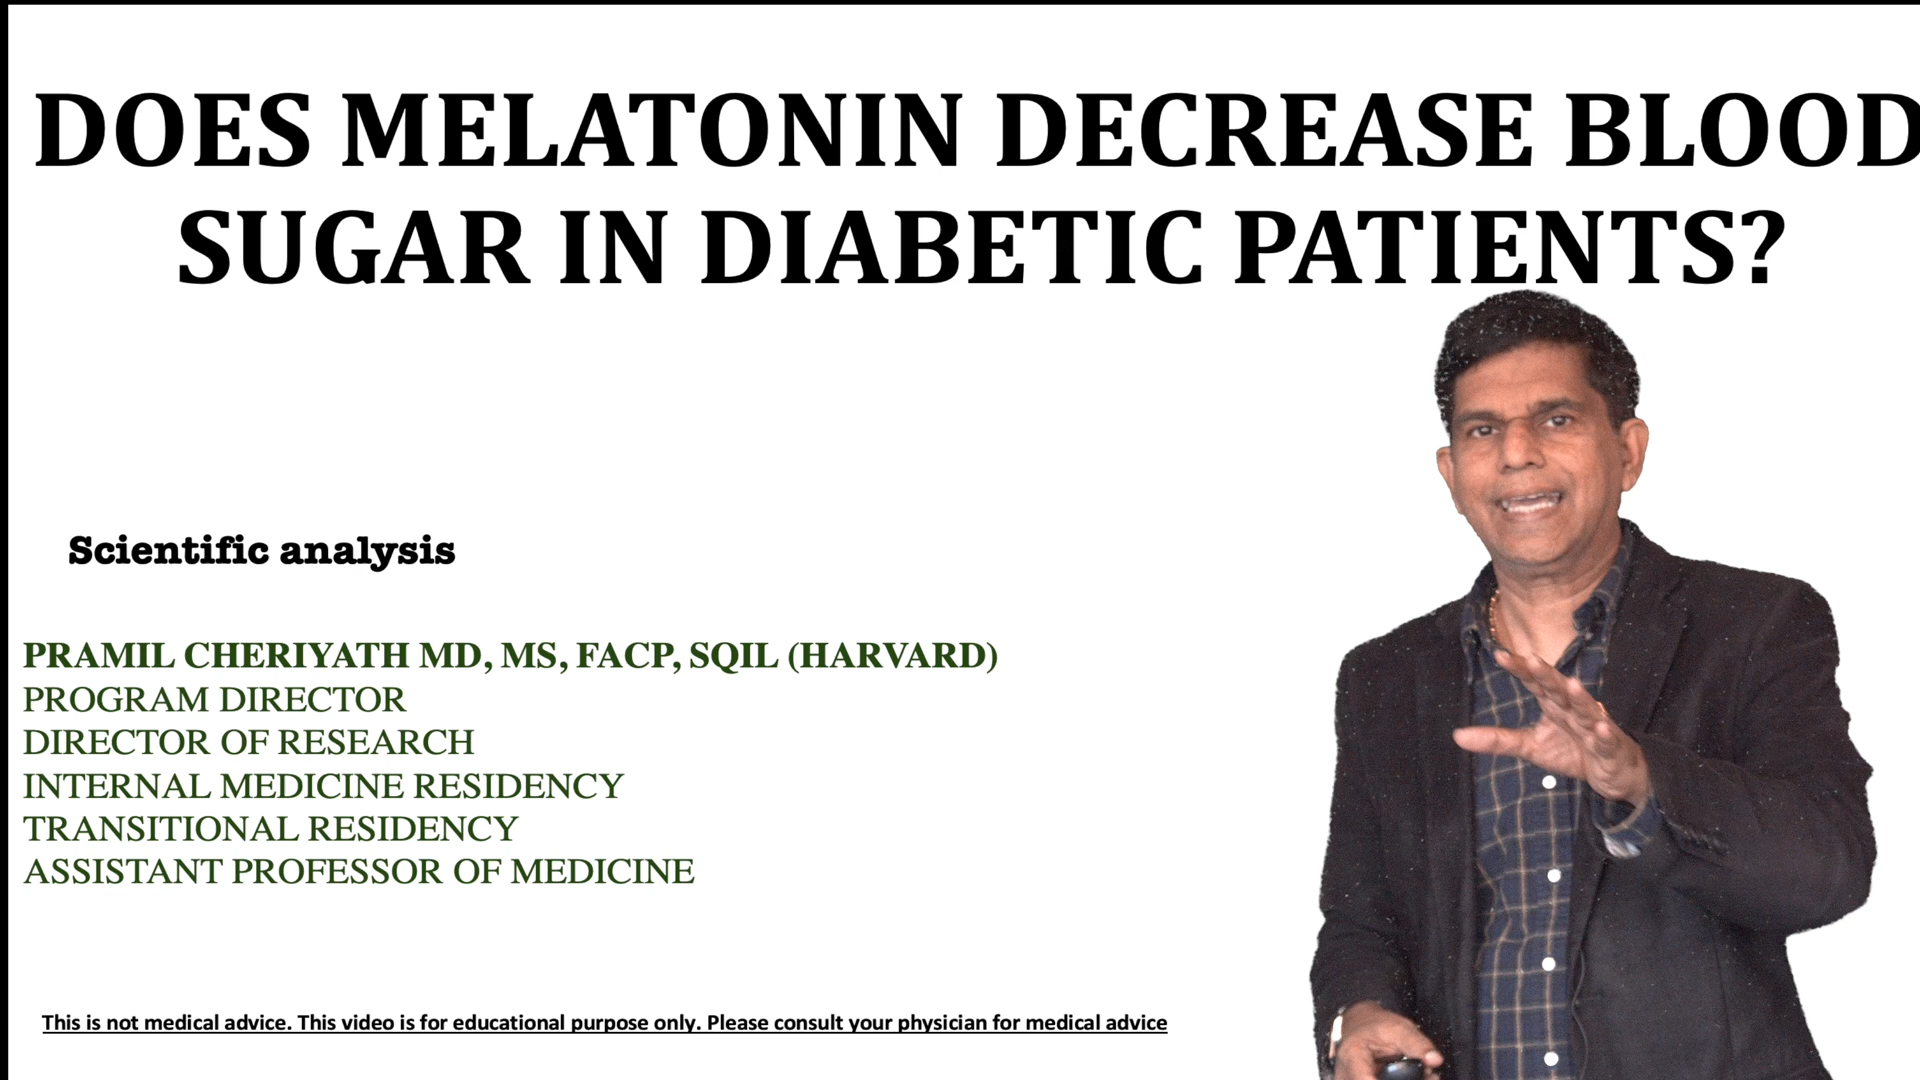 DOES MELATONIN DECREASE BLOOD
SUGAR IN DIABETIC PATIENTS?
Scientific analysis
PRAMIL CHERIYATH MD, MS, FACP, SQIL (HARVARD)
PROGRAM DIRECTOR
DIRECTOR OF RESEARCH
INTERNAL MEDICINE RESIDENCY
TRANSITIONAL RESIDENCY
ASSISTANT PROFESSOR OF MEDICINE
This is not medical advice. This video is for educational purpose only. Please consult your physician for medical advice